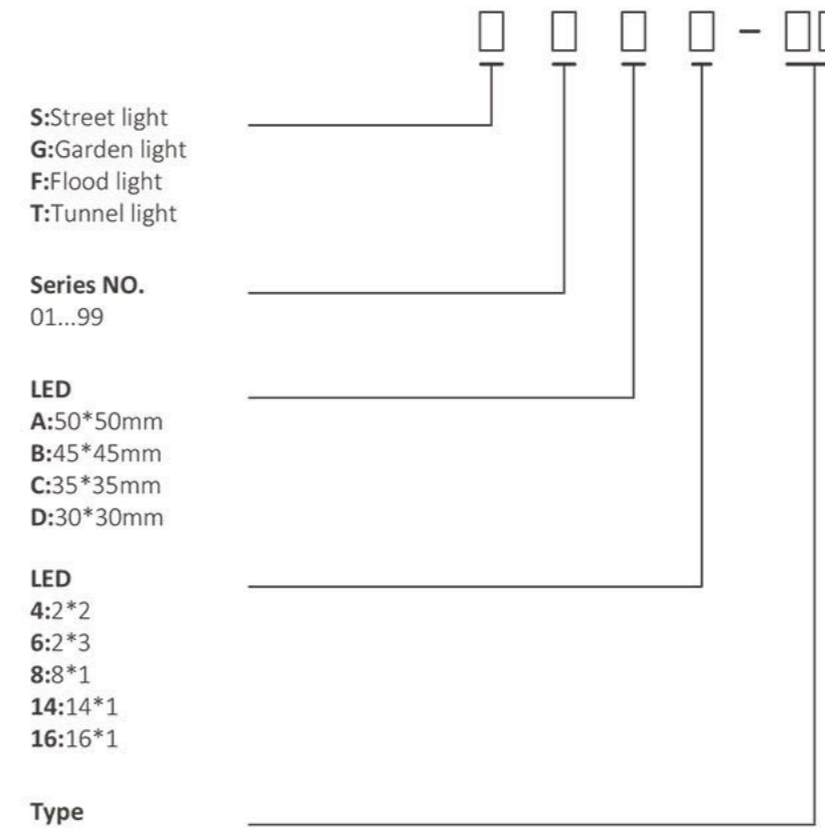 S:Street light
G:Garden light
F:Flood light
T:Tunnel light
Series NO.
01...99
LED
A:50*50mm
B:45*45mm
C:35*35mm
D:30*30mm
LED
4:2*2
6:2*3
8:8*1
14:14*1
16:16*1
Type